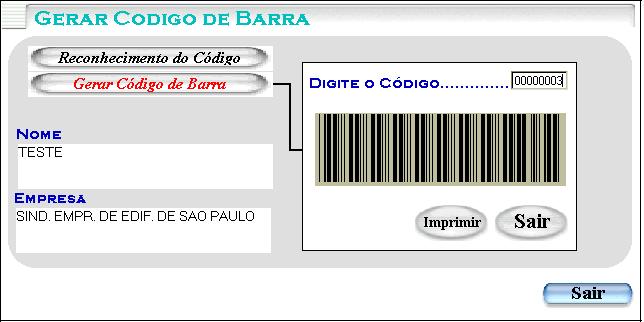 GERAR CODIGO DE BARRA
Reconhecimento do Código
Gerar Código de Barra
DIGITE O CÓDIGO.............. 00000003
NOME
TESTE
EMPRESA
SIND. EMPR. DE EDIF. DE SAO PAULO
Imprimir
Sair
Sair